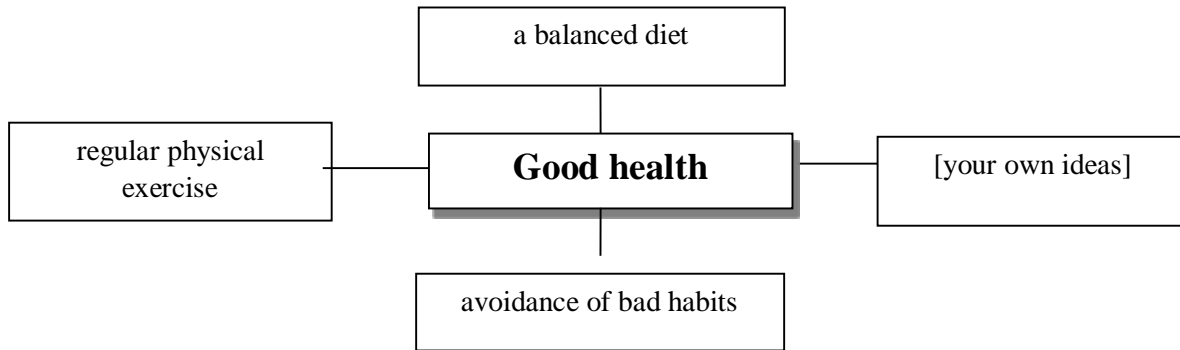 a balanced diet
regular physical
exercise
Good health
[your own ideas]
avoidance of bad habits